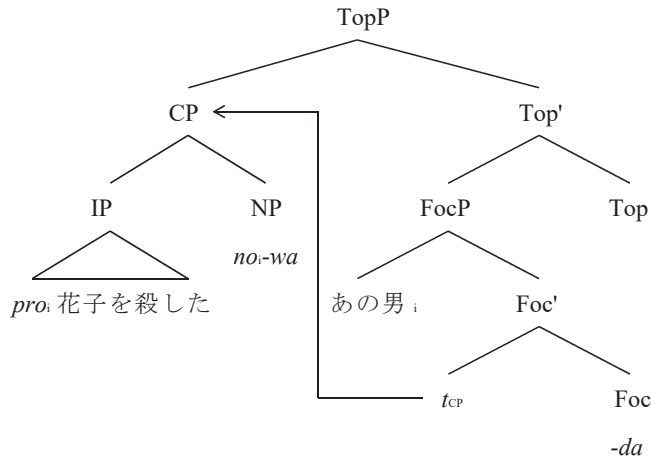 TopP
CP Top'
IP NP FocP Top
noi-wa
proi 花子を殺した あの男 i Foc'
tCP Foc
-da